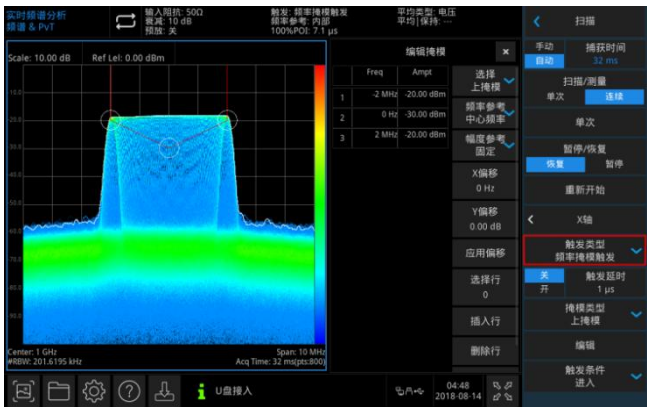 实时频谱分析
频谱 & PvT
输入阻抗: 50Ω
衰减: 10 dB
预放: 关
触发: 频率掩模触发
频率参考: 内部
100%POI: 7.1 μs
平均类型: 电压
平均|保持: ---
扫描
Scale: 10.00 dB
Ref Lel: 0.00 dBm
10.0
30.0
50.0
60.0
70.0
Center: 1 GHz
#RBW: 201.6195 kHz
Span: 10 MHz
Acq Time: 32 ms(pts:800)
编辑掩模
×
Freq
Ampt
1
-2 MHz
-20.00 dBm
2
0 Hz
-30.00 dBm
3
2 MHz
-20.00 dBm
选择
上掩模
频率参考
中心频率
幅度参考
固定
X偏移
0 Hz
Y偏移
0.00 dB
应用偏移
选择行
0
插入行
删除行
手动
自动
捕获时间
32 ms
扫描/测量
单次
连续
单次
暂停/恢复
恢复
暂停
重新开始
X轴
触发类型
频率掩模触发
关
开
触发延时
1 μs
掩模类型
上掩模
编辑
触发条件
进入
U盘接入
04:48
2018-08-14